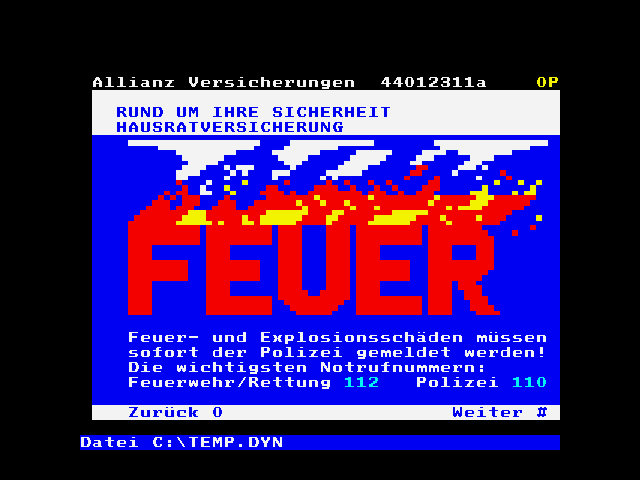 Allianz Versicherungen 44012311a 0P
RUND UM IHRE SICHERHEIT
HAUSRATVERSICHERUNG
FEUER
Feuer- und Explosionsschäden müssen
sofort der Polizei gemeldet werden!
Die wichtigsten Notrufnummern:
Feuerwehr/Rettung 112 Polizei 110
Zurück 0 Weiter #
Datei C:\TEMP.DYN